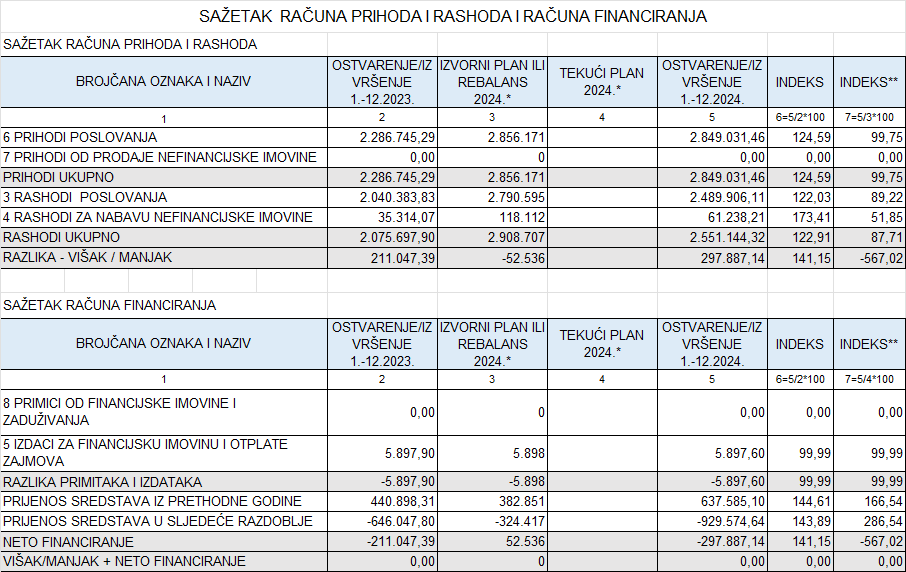 SAŽETAK RAČUNA PRIHODA I RASHODA I RAČUNA FINANCIRANJA
SAŽETAK RAČUNA PRIHODA I RASHODA
BROJČANA OZNAKA I NAZIV OSTVARENJE/IZVRŠENJE 1.-12.2023. IZVORNI PLAN ILI REBALANS 2024.* TEKUĆI PLAN 2024.* OSTVARENJE/IZVRŠENJE 1.-12.2024. INDEKS INDEKS**
1 2 3 4 5 6=5/2*100 7=5/3*100
6 PRIHODI POSLOVANJA 2.286.745,29 2.856.171 2.849.031,46 124,59 99,75
7 PRIHODI OD PRODAJE NEFINANCIJSKE IMOVINE 0,00 0 0,00 0,00 0,00
PRIHODI UKUPNO 2.286.745,29 2.856.171 2.849.031,46 124,59 99,75
3 RASHODI POSLOVANJA 2.040.383,83 2.790.595 2.489.906,11 122,03 89,22
4 RASHODI ZA NABAVU NEFINANCIJSKE IMOVINE 35.314,07 118.112 61.238,21 173,41 51,85
RASHODI UKUPNO 2.075.697,90 2.908.707 2.551.144,32 122,91 87,71
RAZLIKA - VIŠAK / MANJAK 211.047,39 -52.536 297.887,14 141,15 -567,02
SAŽETAK RAČUNA FINANCIRANJA
BROJČANA OZNAKA I NAZIV OSTVARENJE/IZVRŠENJE 1.-12.2023. IZVORNI PLAN ILI REBALANS 2024.* TEKUĆI PLAN 2024.* OSTVARENJE/IZVRŠENJE 1.-12.2024. INDEKS INDEKS**
1 2 3 4 5 6=5/2*100 7=5/4*100
8 PRIMICI OD FINANCIJSKE IMOVINE I ZADUŽIVANJA 0,00 0 0,00 0,00 0,00
5 IZDACI ZA FINANCIJSKU IMOVINU I OTPLATE ZAJMOVA 5.897,90 5.898 5.897,60 99,99 99,99
RAZLIKA PRIMITAKA I IZDATAKA -5.897,90 -5.898 -5.897,60 99,99 99,99
PRIJENOS SREDSTAVA IZ PRETHODNE GODINE 440.898,31 382.851 637.585,10 144,61 166,54
PRIJENOS SREDSTAVA U SLJEDEĆE RAZDOBLJE -646.047,80 -324.417 -929.574,64 143,89 286,54
NETO FINANCIRANJE -211.047,39 52.536 -297.887,14 141,15 -567,02
VIŠAK/MANJAK + NETO FINANCIRANJE 0,00 0 0,00 0,00 0,00